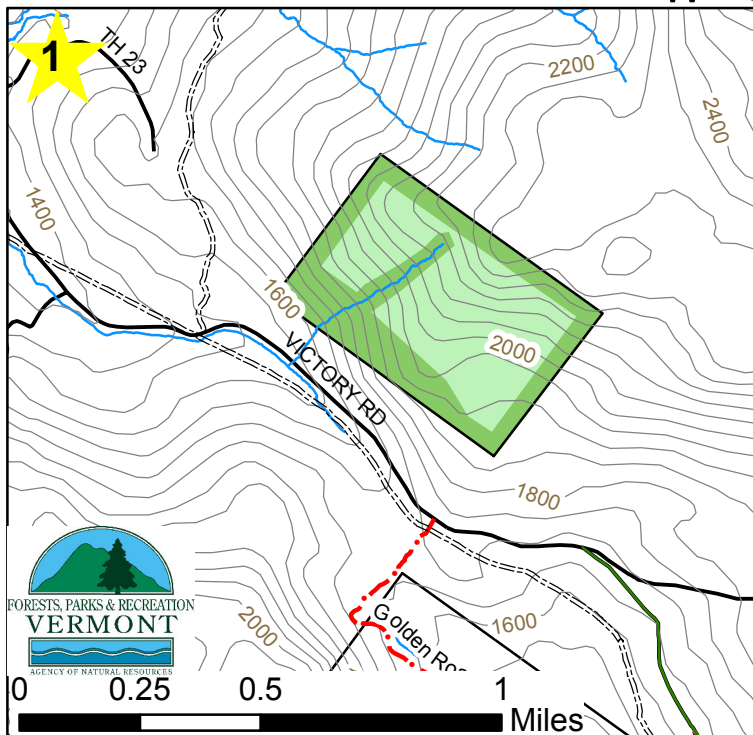 1
TH 23
2200
2400
1400
1600
VICTORY RD
2000
1800
FORESTS, PARKS & RECREATION
VERMONT
AGENCY OF NATURAL RESOURCES
2000
Golden
1600
0 0.25 0.5 1
Miles